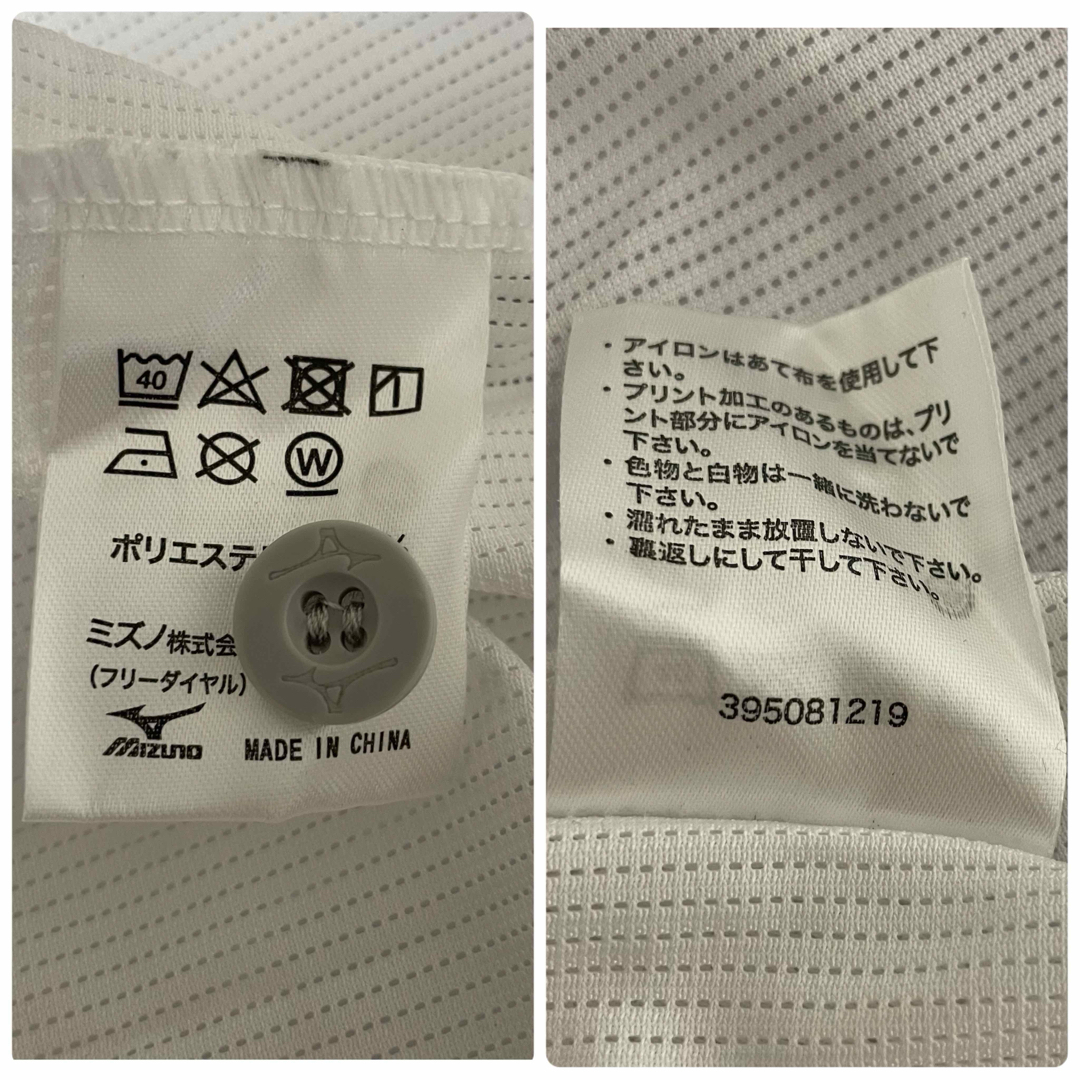 40
W
ポリエステ
ミズノ株式会
(フリーダイヤル)
Mizuno
MADE IN CHINA
・アイロンはあて布を使用して下
さい。
・プリント加工のあるものは、プリ
ント部分にアイロンを当てないで
下さい。
・色物と白物は一緒に洗わないで
下さい。
・濡れたまま放置しないで下さい。
・裏返しにして干して下さい。
395081219